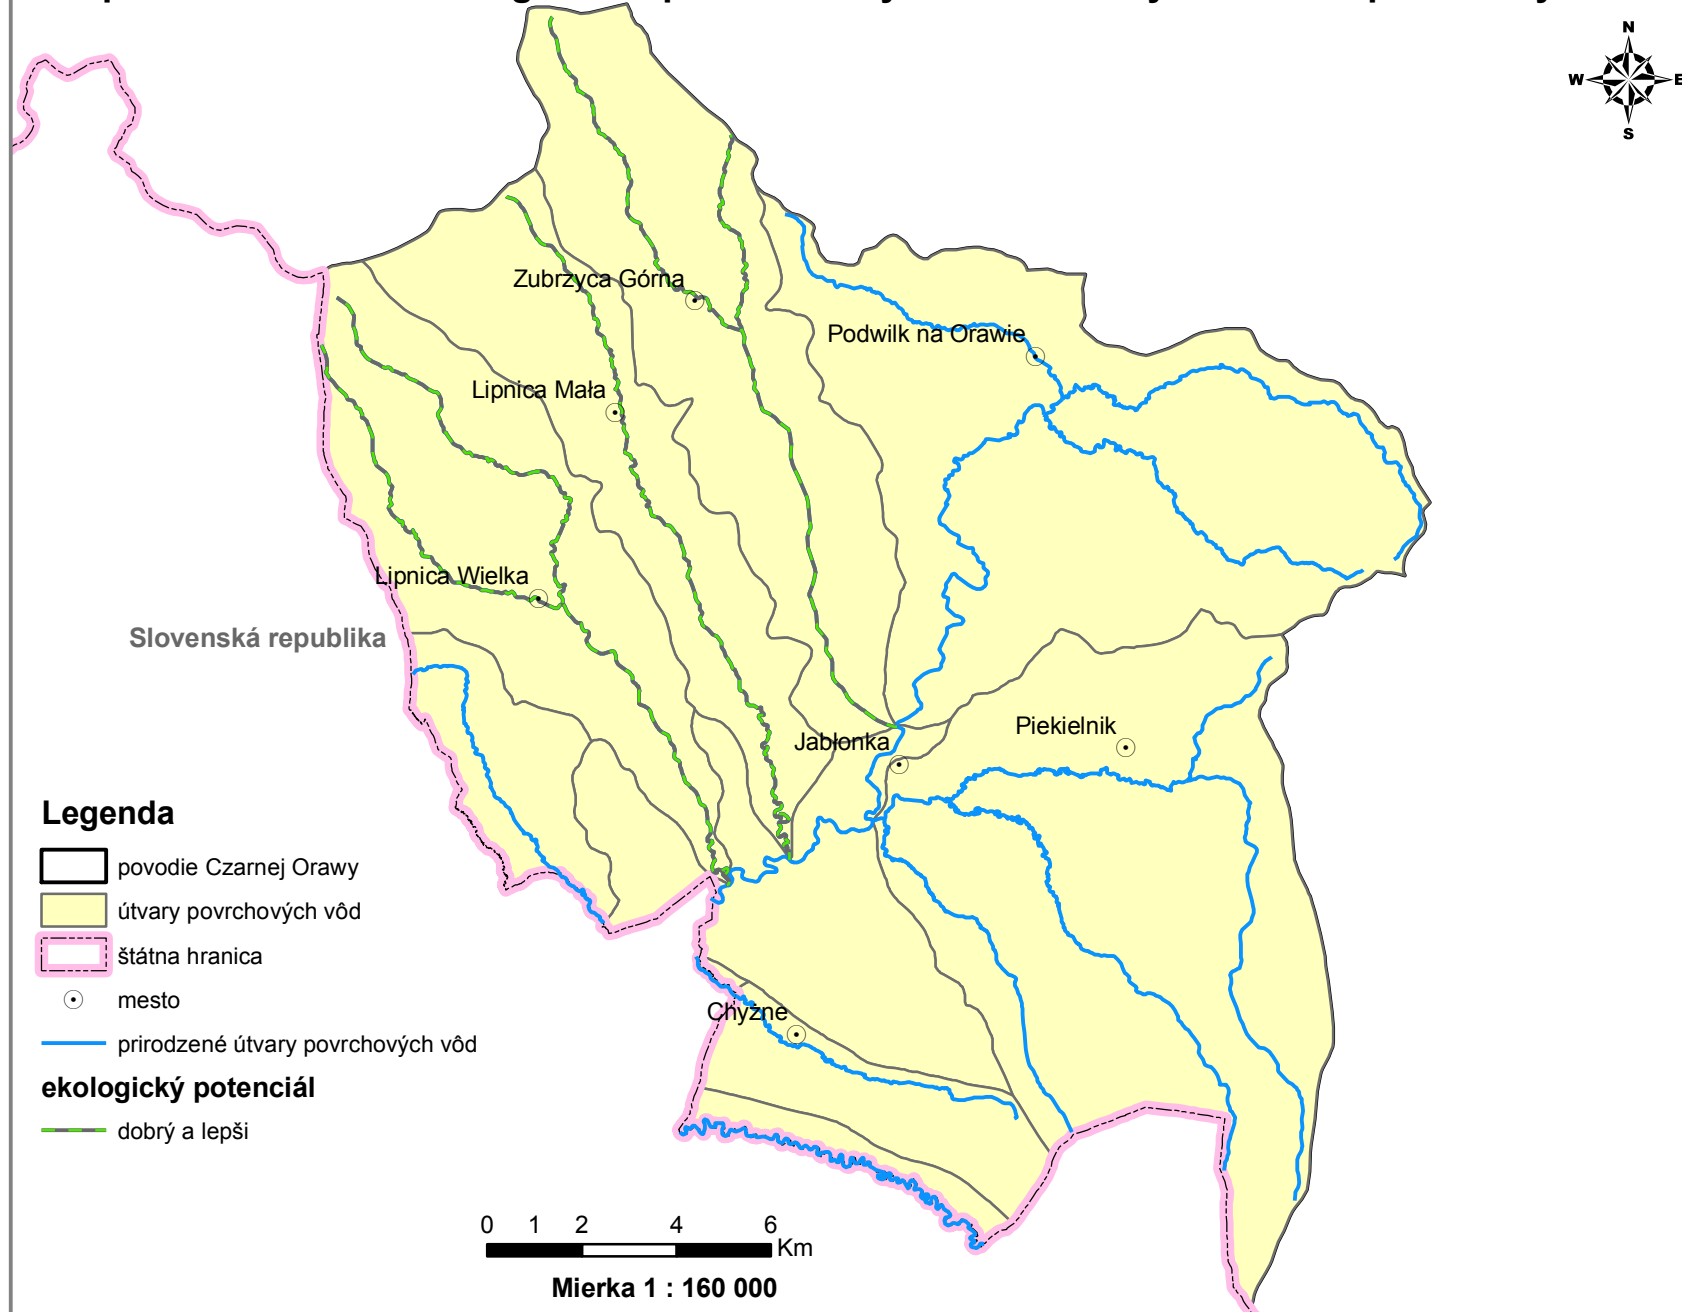 N
W E
S
Zubrzyca Górna
Podwilk na Orawie
Lipnica Mała
Lipnica Wielka
Slovenská republika
Piekielnik
Jabłonka
Chyżne
Legenda
povodie Czarnej Orawy
útvary povrchových vôd
štátna hranica
mesto
prirodzené útvary povrchových vôd
ekologický potenciál
dobrý a lepši
0 1 2 4 6
Km
Mierka 1 : 160 000